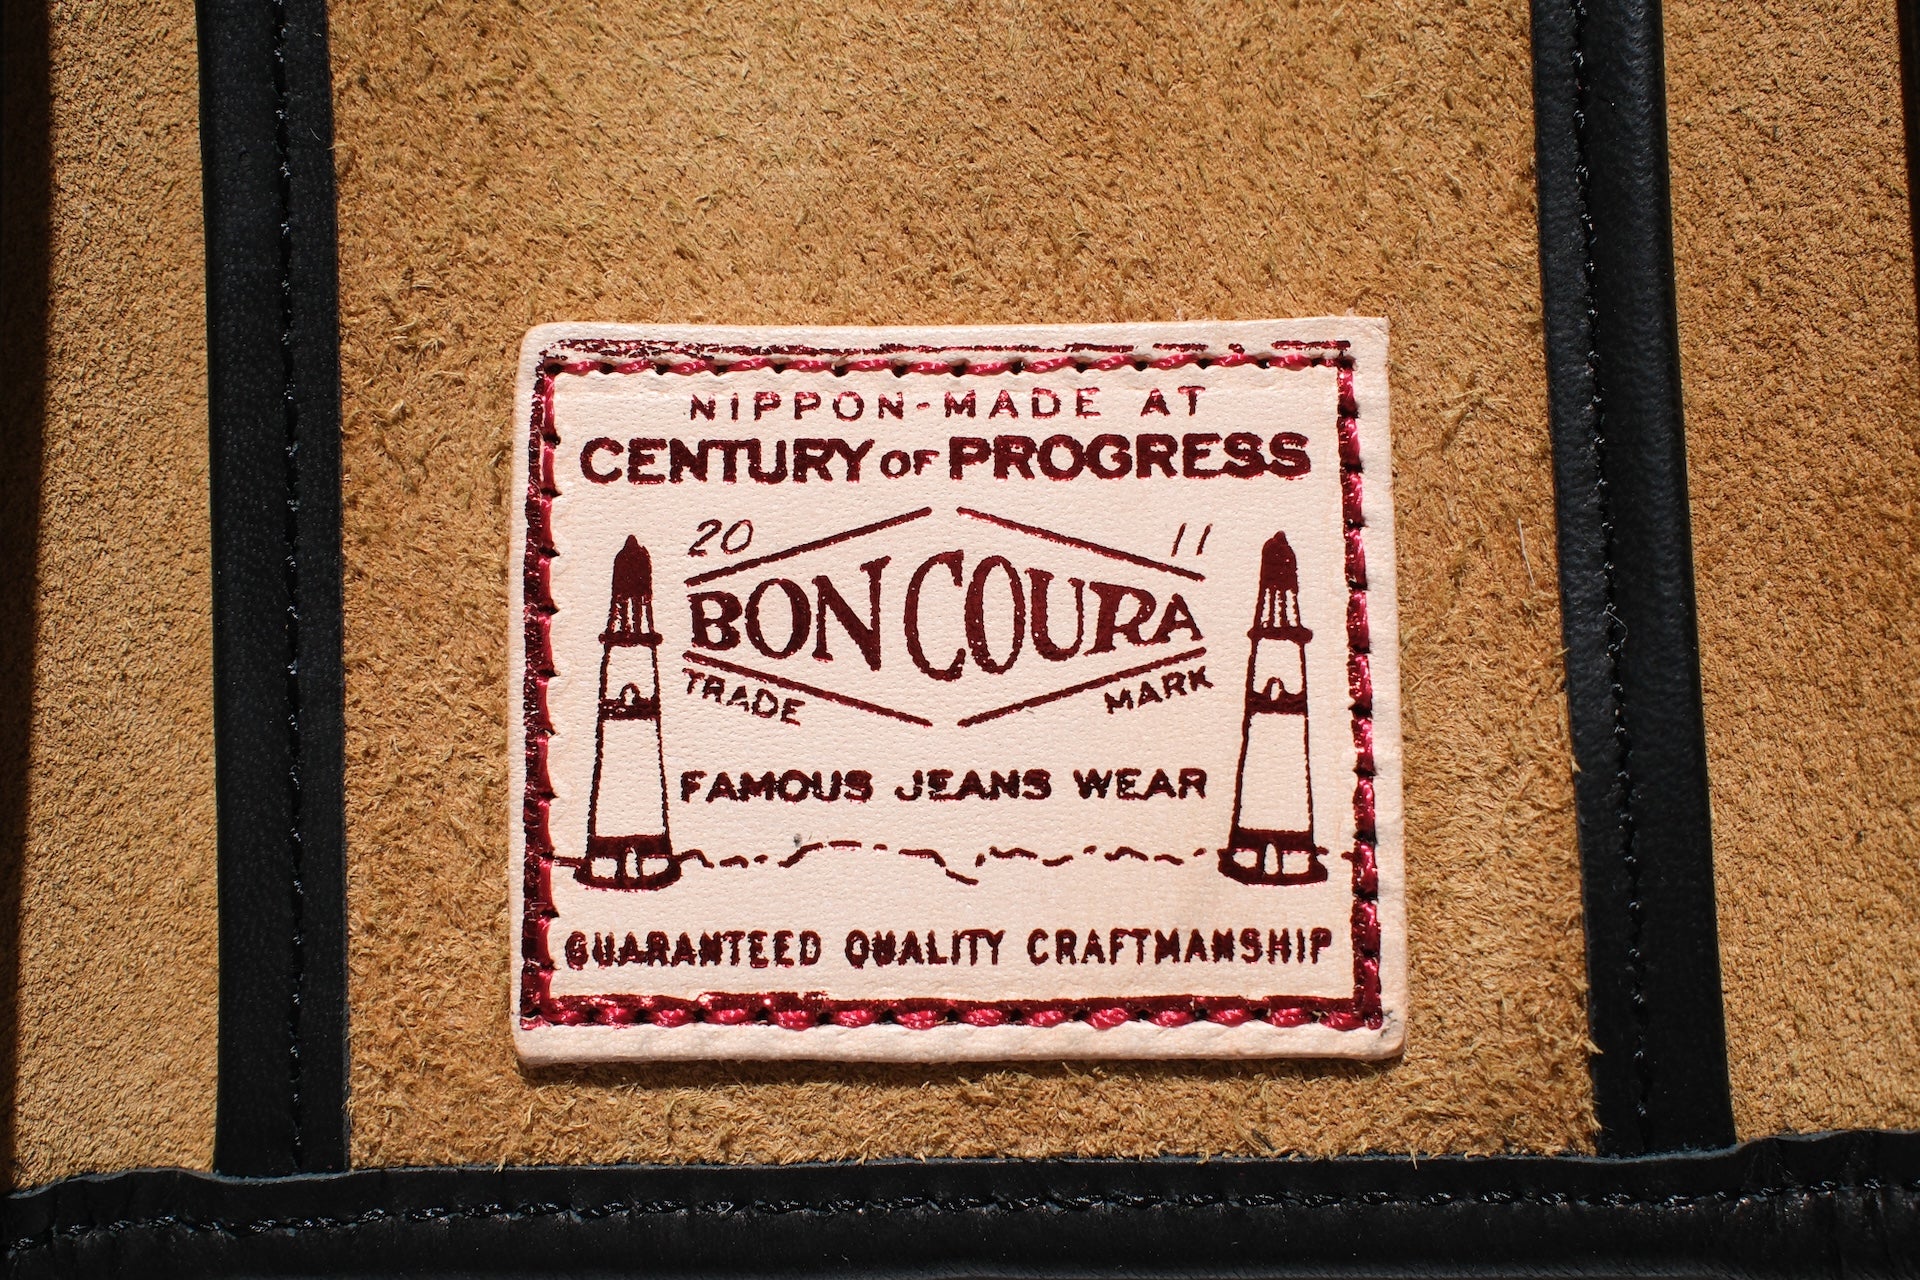 NIPPON-MADE AT
CENTURY OF PROGRESS
20 11
BON COURA
TRADE MARK
FAMOUS JEANS WEAR
GUARANTEED QUALITY CRAFTMANSHIP